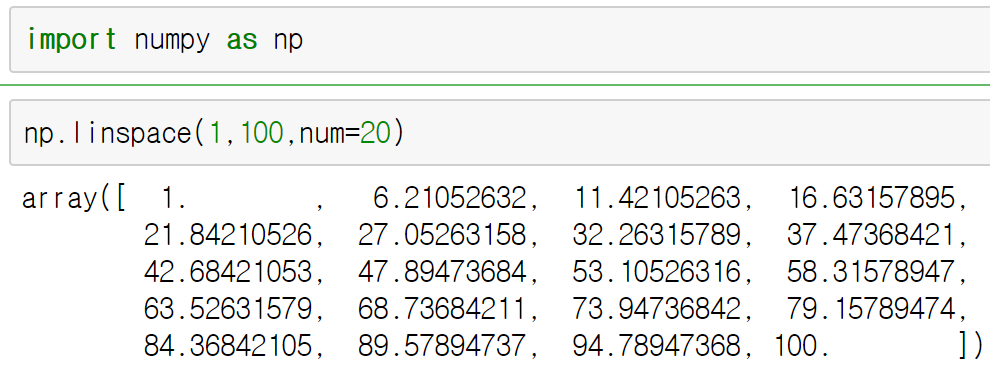 import numpy as np
np.linspace(1,100,num=20)
array([  1.        ,   6.21052632,  11.42105263,  16.63157895,
        21.84210526,  27.05263158,  32.26315789,  37.47368421,
        42.68421053,  47.89473684,  53.10526316,  58.31578947,
        63.52631579,  68.73684211,  73.94736842,  79.15789474,
        84.36842105,  89.57894737,  94.78947368, 100.        ])